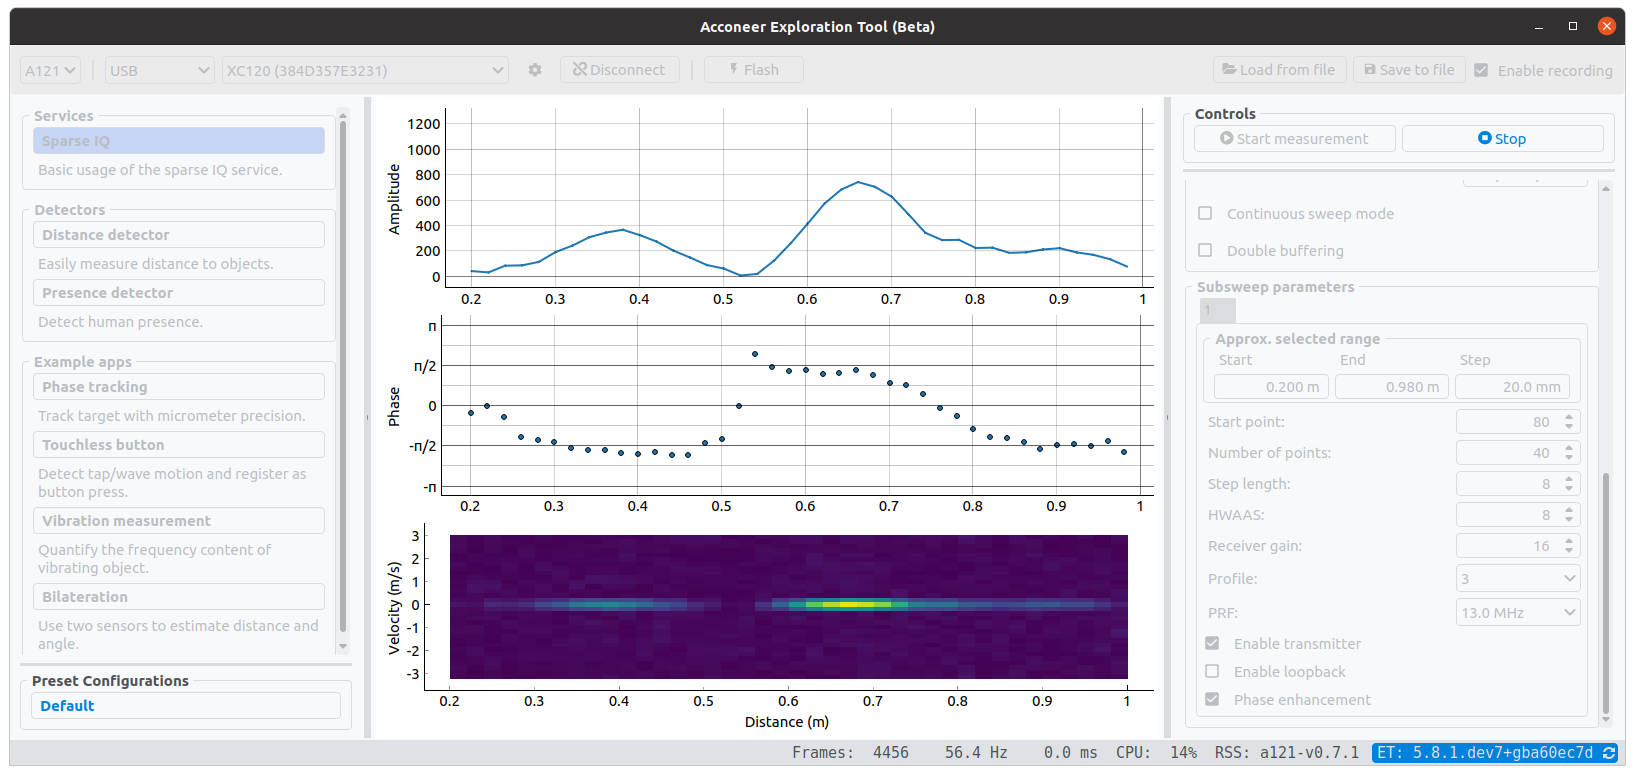 Acconeer Exploration Tool (Beta)
A121 USB XC120 (384D357E3231) Disconnect Flash Load from file Save to file Enable recording
Services
Sparse IQ
Basic usage of the sparse IQ service.
Detectors
Distance detector
Easily measure distance to objects.
Presence detector
Detect human presence.
Example apps
Phase tracking
Track target with micrometer precision.
Touchless button
Detect tap/wave motion and register as
button press.
Vibration measurement
Quantify the frequency content of
vibrating object.
Bilateration
Use two sensors to estimate distance and
angle.
Preset Configurations
Default
Amplitude
1200
1000
800
600
400
200
0
0.2 0.3 0.4 0.5 0.6 0.7 0.8 0.9 1
Phase
π
π/2
0
-π/2
-π
0.2 0.3 0.4 0.5 0.6 0.7 0.8 0.9 1
Velocity (m/s)
3
2
1
0
-1
-2
-3
0.2 0.3 0.4 0.5 0.6 0.7 0.8 0.9 1
Distance (m)
Controls
Start measurement Stop
Continuous sweep mode
Double buffering
Subsweep parameters
1
Approx. selected range
Start End Step
0.200 m 0.980 m 20.0 mm
Start point: 80
Number of points: 40
Step length: 8
HWAAS: 8
Receiver gain: 16
Profile: 3
PRF: 13.0 MHz
Enable transmitter
Enable loopback
Phase enhancement
Frames: 4456 56.4 Hz 0.0 ms CPU: 14% RSS: a121-v0.7.1 ET: 5.8.1.dev7+gba60ec7d